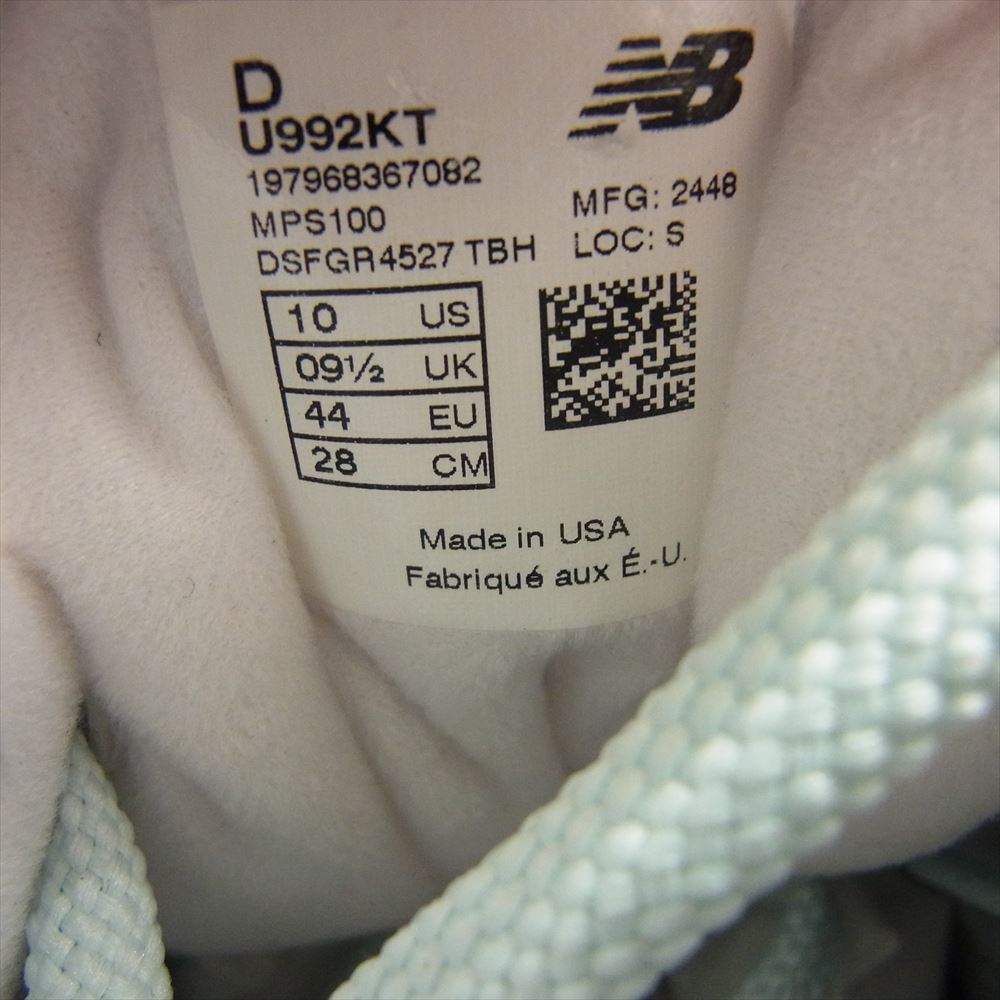 D
U992KT
197968367082
MPS100
DSFGR4527 TBH
NB
MFG: 2448
LOC: S
10 US
09½ UK
44 EU
28 CM
Made in USA
Fabriqué aux É.-U.